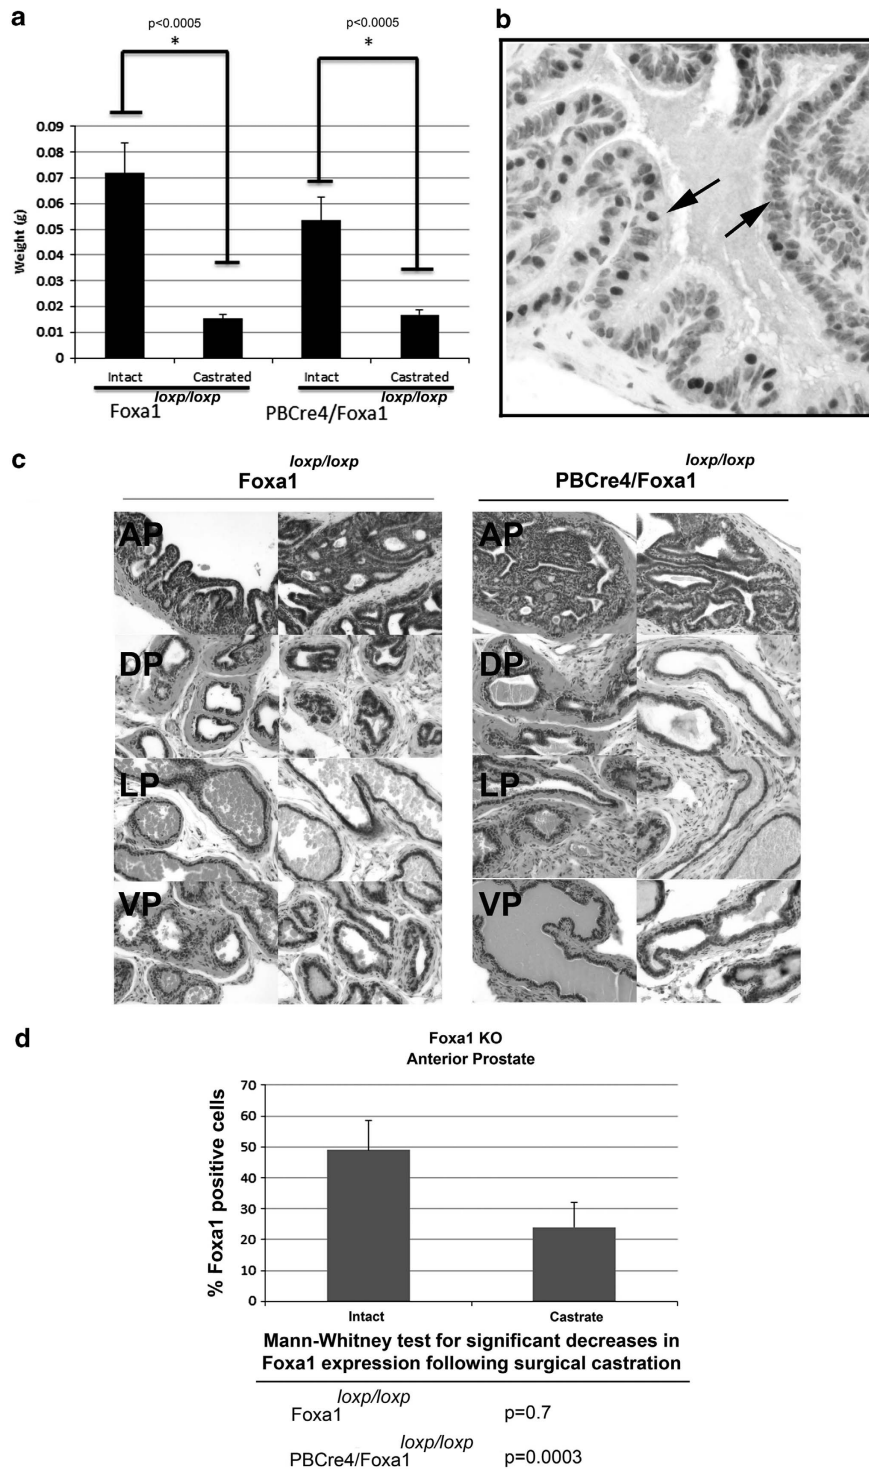 a
p<0.0005
*
p<0.0005
*
0.09
0.08
0.07
0.06
0.05
0.04
0.03
0.02
0.01
0
Weight (g)
Intact
Castrated
Intact
Castrated
Foxa1 loxp/loxp
PBCre4/Foxa1 loxp/loxp
b
c
Foxa1 loxp/loxp
PBCre4/Foxa1 loxp/loxp
AP
DP
LP
VP
AP
DP
LP
VP
d
Foxa1 KO
Anterior Prostate
70
60
50
40
30
20
10
0
% Foxa1 positive cells
Intact
Castrate
Mann-Whitney test for significant decreases in
Foxa1 expression following surgical castration
Foxa1 loxp/loxp p=0.7
PBCre4/Foxa1 loxp/loxp p=0.0003